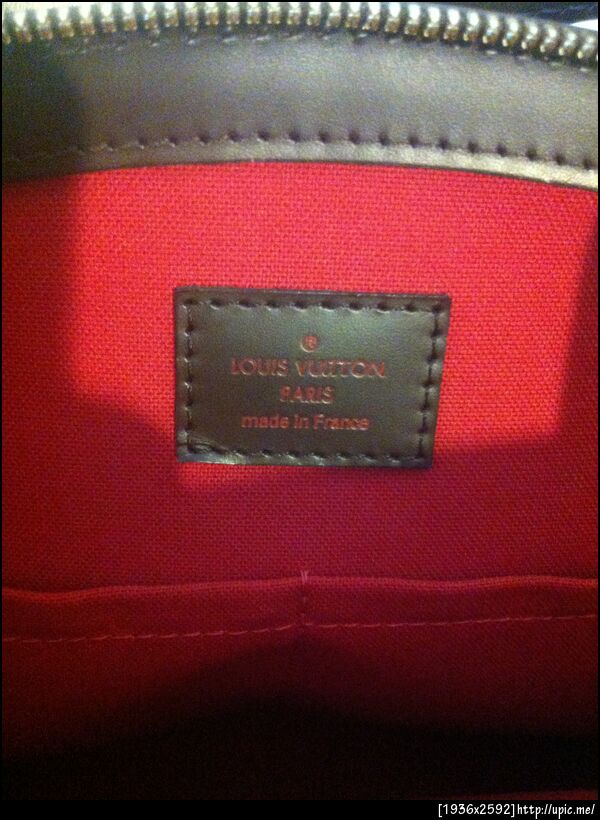 ®
LOUIS VUITTON
PARIS
made in France
[1936x2592]http://upic.me/